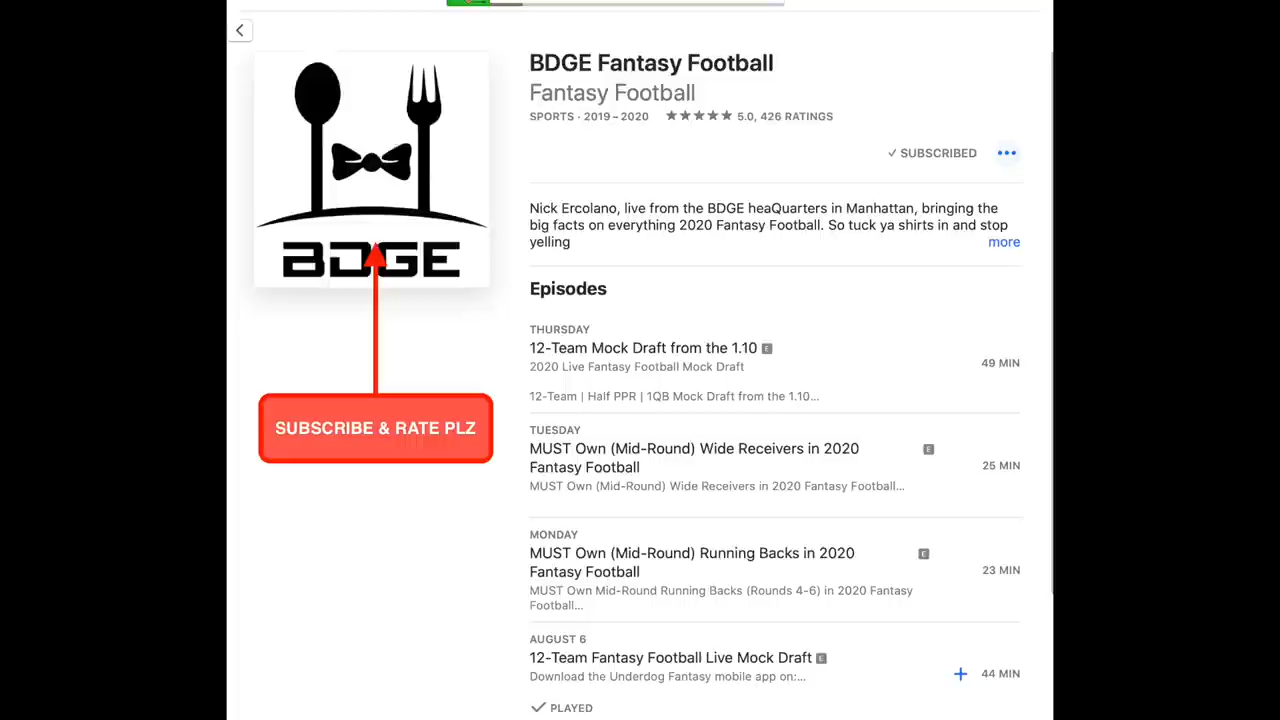 BDGE
SUBSCRIBE & RATE PLZ
BDGE Fantasy Football
Fantasy Football
SPORTS · 2019 – 2020 ★★★★★ 5.0, 426 RATINGS
✓ SUBSCRIBED
Nick Ercolano, live from the BDGE heaQuarters in Manhattan, bringing the
big facts on everything 2020 Fantasy Football. So tuck ya shirts in and stop
yelling more
Episodes
THURSDAY
12-Team Mock Draft from the 1.10 E
2020 Live Fantasy Football Mock Draft
49 MIN
12-Team | Half PPR | 1QB Mock Draft from the 1.10...
TUESDAY
MUST Own (Mid-Round) Wide Receivers in 2020 E
Fantasy Football
25 MIN
MUST Own (Mid-Round) Wide Receivers in 2020 Fantasy Football...
MONDAY
MUST Own (Mid-Round) Running Backs in 2020 E
Fantasy Football
23 MIN
MUST Own Mid-Round Running Backs (Rounds 4-6) in 2020 Fantasy
Football...
AUGUST 6
12-Team Fantasy Football Live Mock Draft E
Download the Underdog Fantasy mobile app on:...
+ 44 MIN
✓ PLAYED